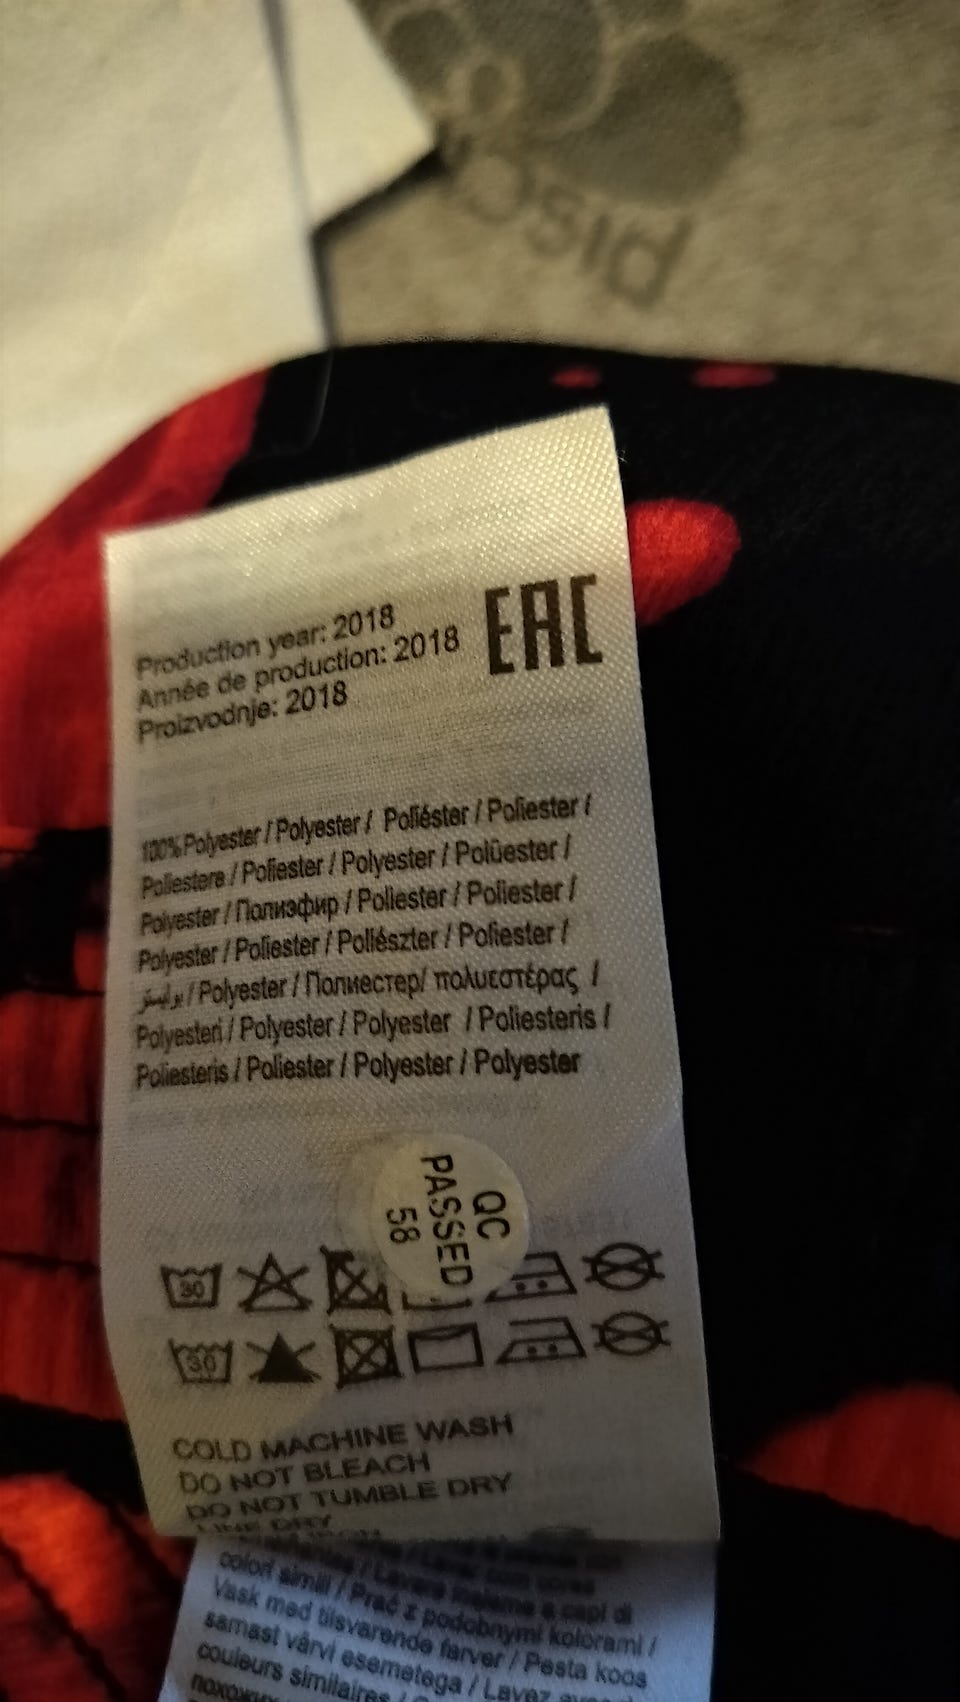 Production year: 2018
Année de production: 2018
Proizvodnje: 2018
EAC
100% Polyester / Polyester / Poliéster / Poliester /
Poliestere / Poliester / Polyester / Polüester /
Polyester / Полиэфир / Poliester / Poliester /
Polyester / Poliester / Poliészter / Poliester /
/ Polyester / Полиестер/ πολυεστέρας /
Polyesteri / Polyester / Polyester / Poliesteris /
Poliesteris / Poliester / Polyester / Polyester
QC
PASSED
58
30
30
COLD MACHINE WASH
DO NOT BLEACH
DO NOT TUMBLE DRY
LINE DRY
colori simili / Prać z podobnymi kolorami /
Vask med tilsvarende farver / Pesta koos
samast värvi esemetega / Lavez
couleurs similaires /